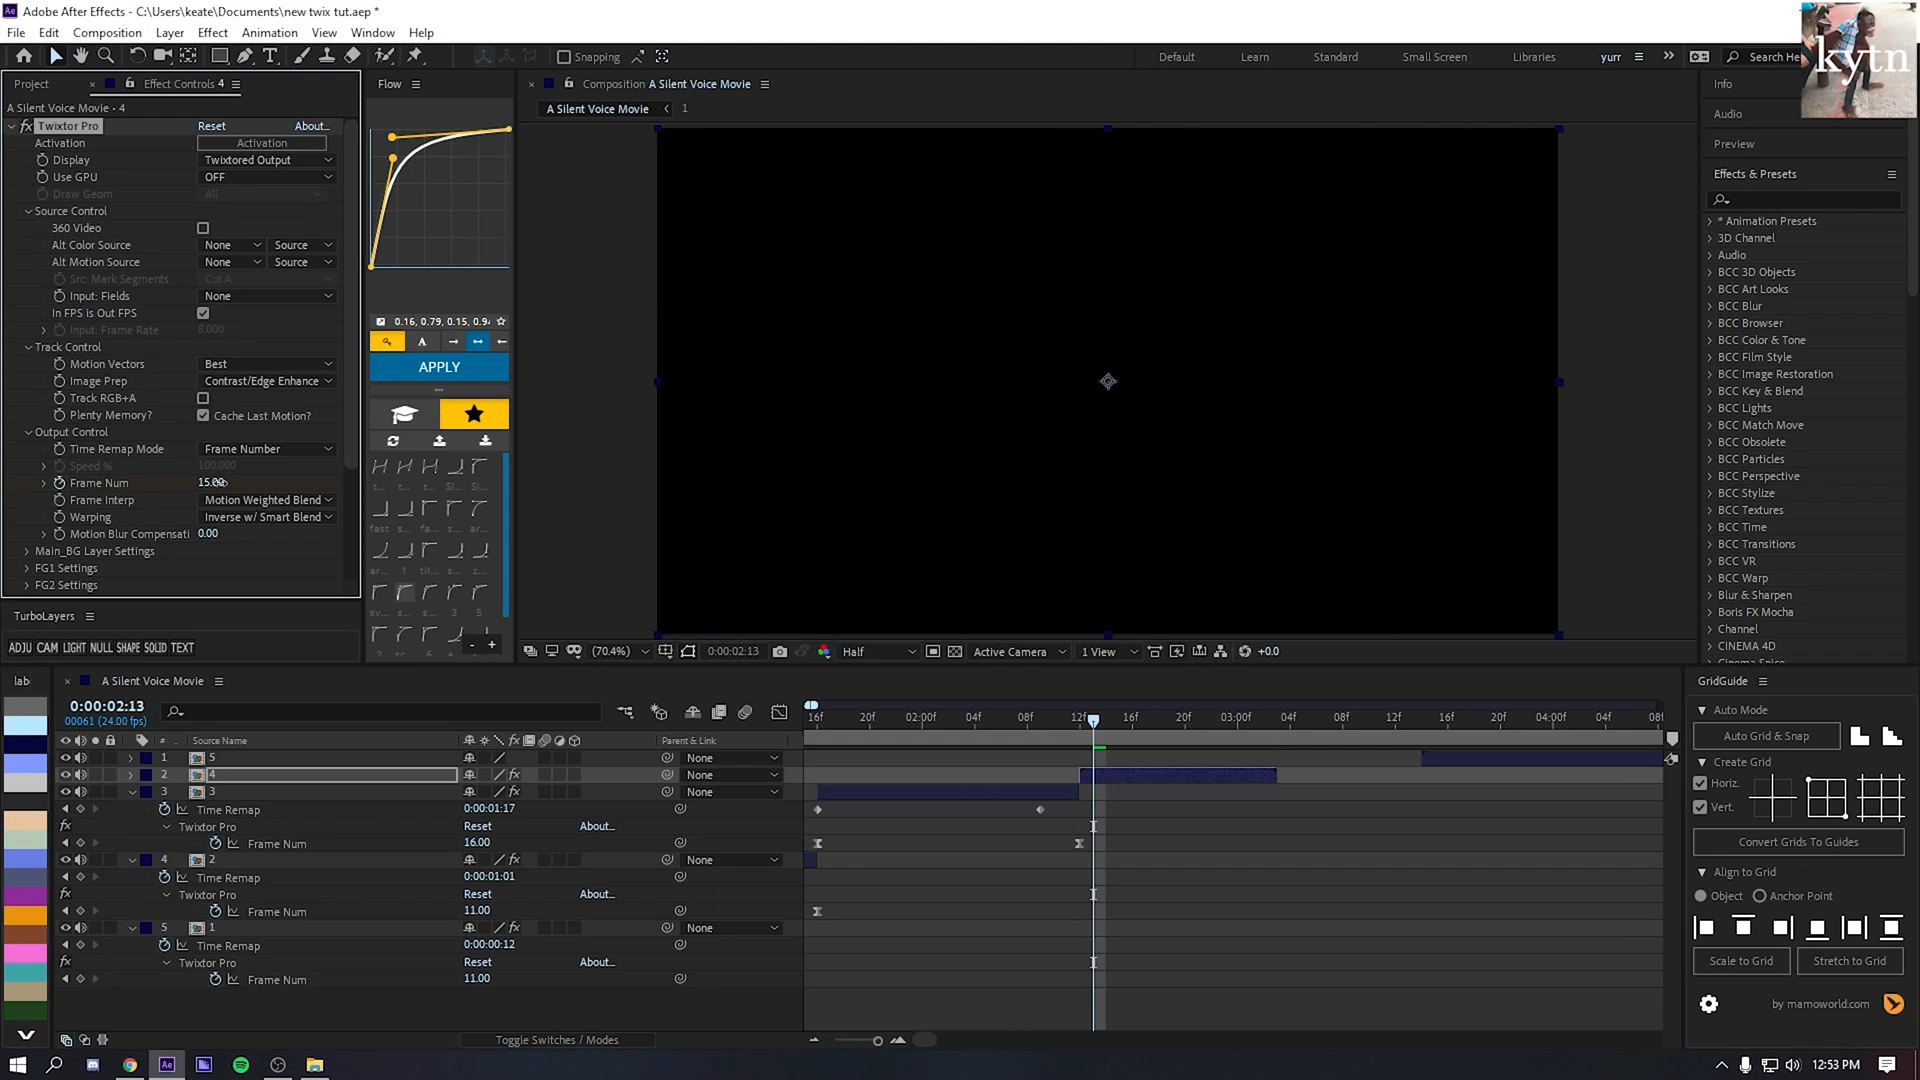 Adobe After Effects - C:\Users\keate\Documents\new twix tut.aep *
File Edit Composition Layer Effect Animation View Window Help
Snapping
Default Learn Standard Small Screen Libraries yurr Search He
kytn
Project Effect Controls 4
A Silent Voice Movie • 4
Twixtor Pro Reset About...
Activation Activation
Display Twixtored Output
Use GPU OFF
Draw Geom All
Source Control
360 Video
Alt Color Source None Source
Alt Motion Source None Source
Src: Mark Segments Cut A
Input: Fields None
In FPS is Out FPS
Input: Frame Rate 8.000
Track Control
Motion Vectors Best
Image Prep Contrast/Edge Enhance
Track RGB+A
Plenty Memory? Cache Last Motion?
Output Control
Time Remap Mode Frame Number
Speed % 100.000
Frame Num 15.00
Frame Interp Motion Weighted Blend
Warping Inverse w/ Smart Blend
Motion Blur Compensati 0.00
Main_BG Layer Settings
FG1 Settings
FG2 Settings
TurboLayers
ADJU CAM LIGHT NULL SHAPE SOLID TEXT
Flow
0.16, 0.79, 0.15, 0.9
A
APPLY
fast
Composition A Silent Voice Movie
A Silent Voice Movie 1
(70.4%) 0:00:02:13 Half Active Camera 1 View +0.0
Info
Audio
Preview
Effects & Presets
* Animation Presets
3D Channel
Audio
BCC 3D Objects
BCC Art Looks
BCC Blur
BCC Browser
BCC Color & Tone
BCC Film Style
BCC Image Restoration
BCC Key & Blend
BCC Lights
BCC Match Move
BCC Obsolete
BCC Particles
BCC Perspective
BCC Stylize
BCC Textures
BCC Time
BCC Transitions
BCC VR
BCC Warp
Blur & Sharpen
Boris FX Mocha
Channel
CINEMA 4D
lab A Silent Voice Movie
0:00:02:13
00061 (24.00 fps)
16f 20f 02:00f 04f 08f 12f 16f 20f 03:00f 04f 08f 12f 16f 20f 04:00f 04f
# Source Name Parent & Link
1 5 None
2 4 None
3 3 None
Time Remap 0:00:01:17
Twixtor Pro Reset About...
Frame Num 16.00
4 2 None
Time Remap 0:00:01:01
Twixtor Pro Reset About...
Frame Num 11.00
5 1 None
Time Remap 0:00:00:12
Twixtor Pro Reset About...
Frame Num 11.00
Toggle Switches / Modes
GridGuide
Auto Mode
Auto Grid & Snap
Create Grid
Horiz.
Vert.
Convert Grids To Guides
Align to Grid
Object Anchor Point
Scale to Grid Stretch to Grid
by mamoworld.com
12:53 PM